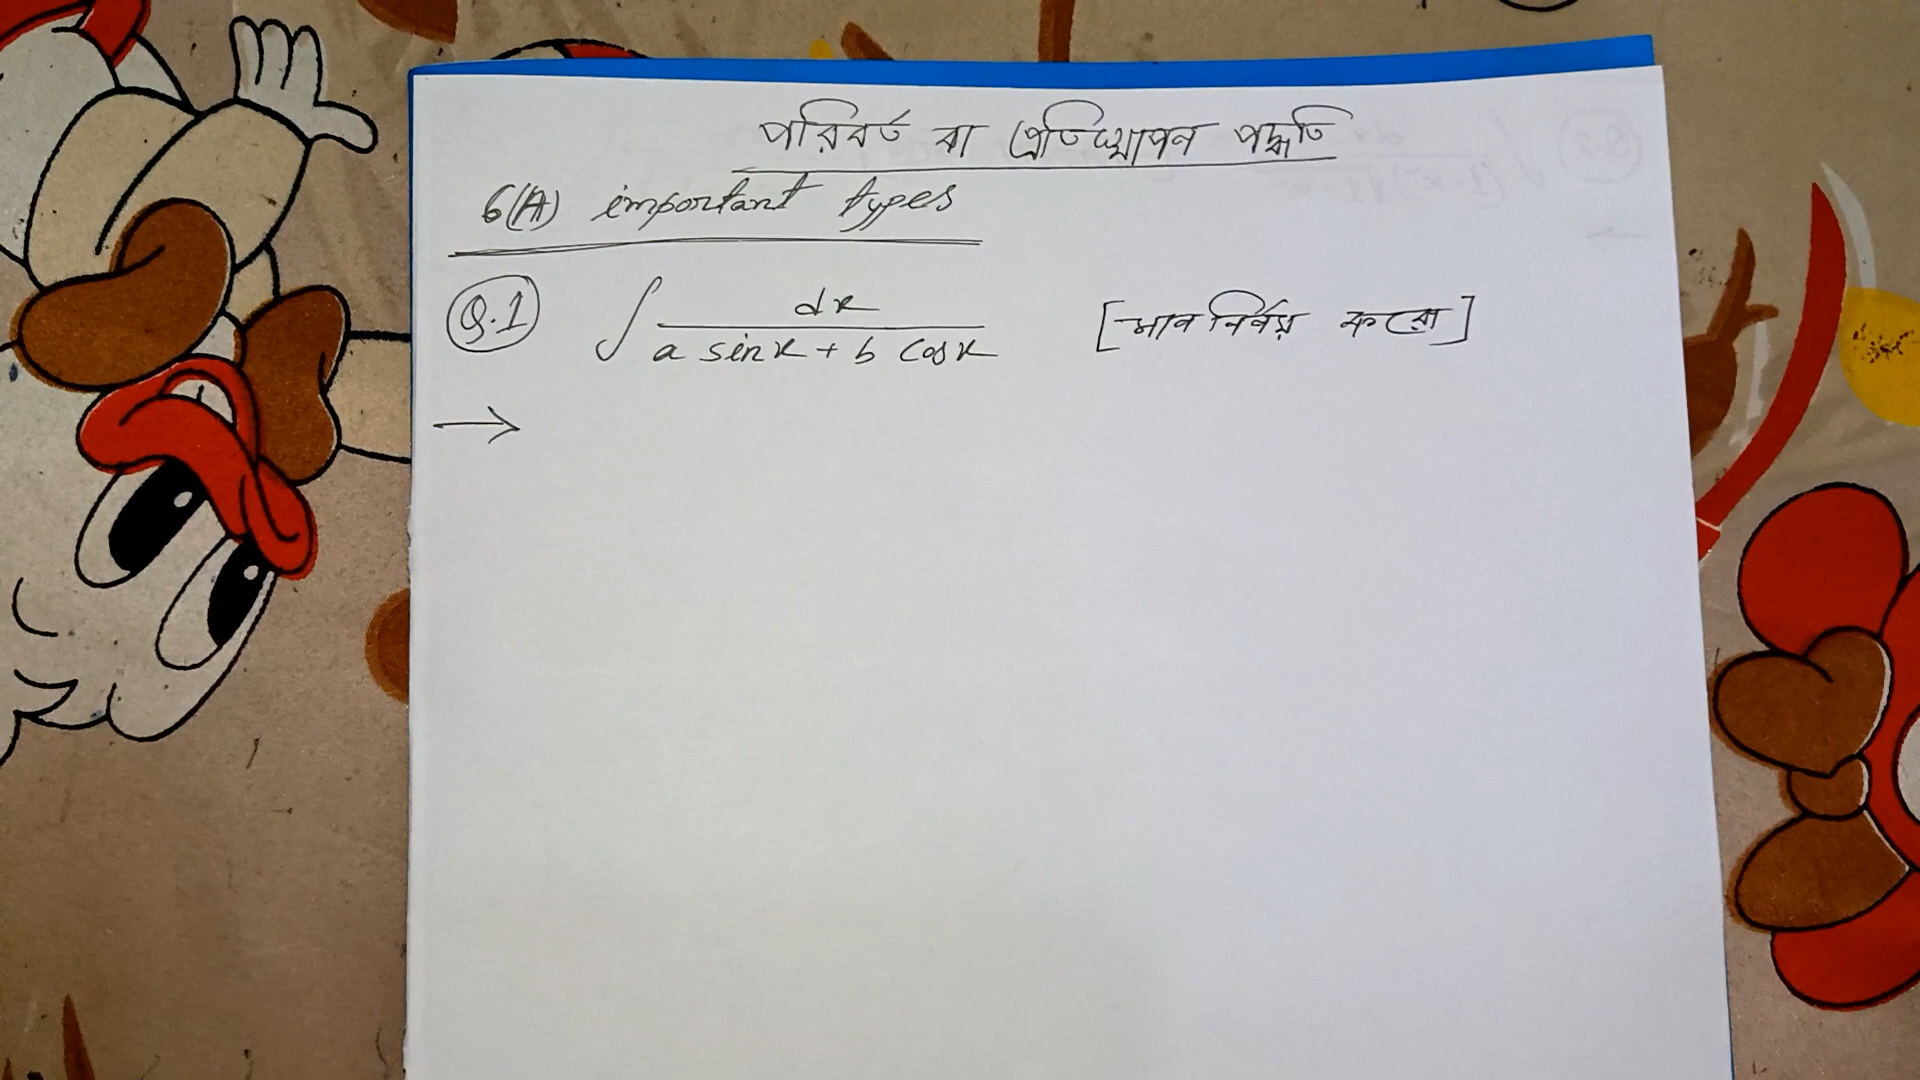 পরিবর্ত বা প্রতিস্থাপন পদ্ধতি
6(A) important types
Q.1 ∫ dx / (a sinx + b cosx) [মান নির্ণয় করো]
→